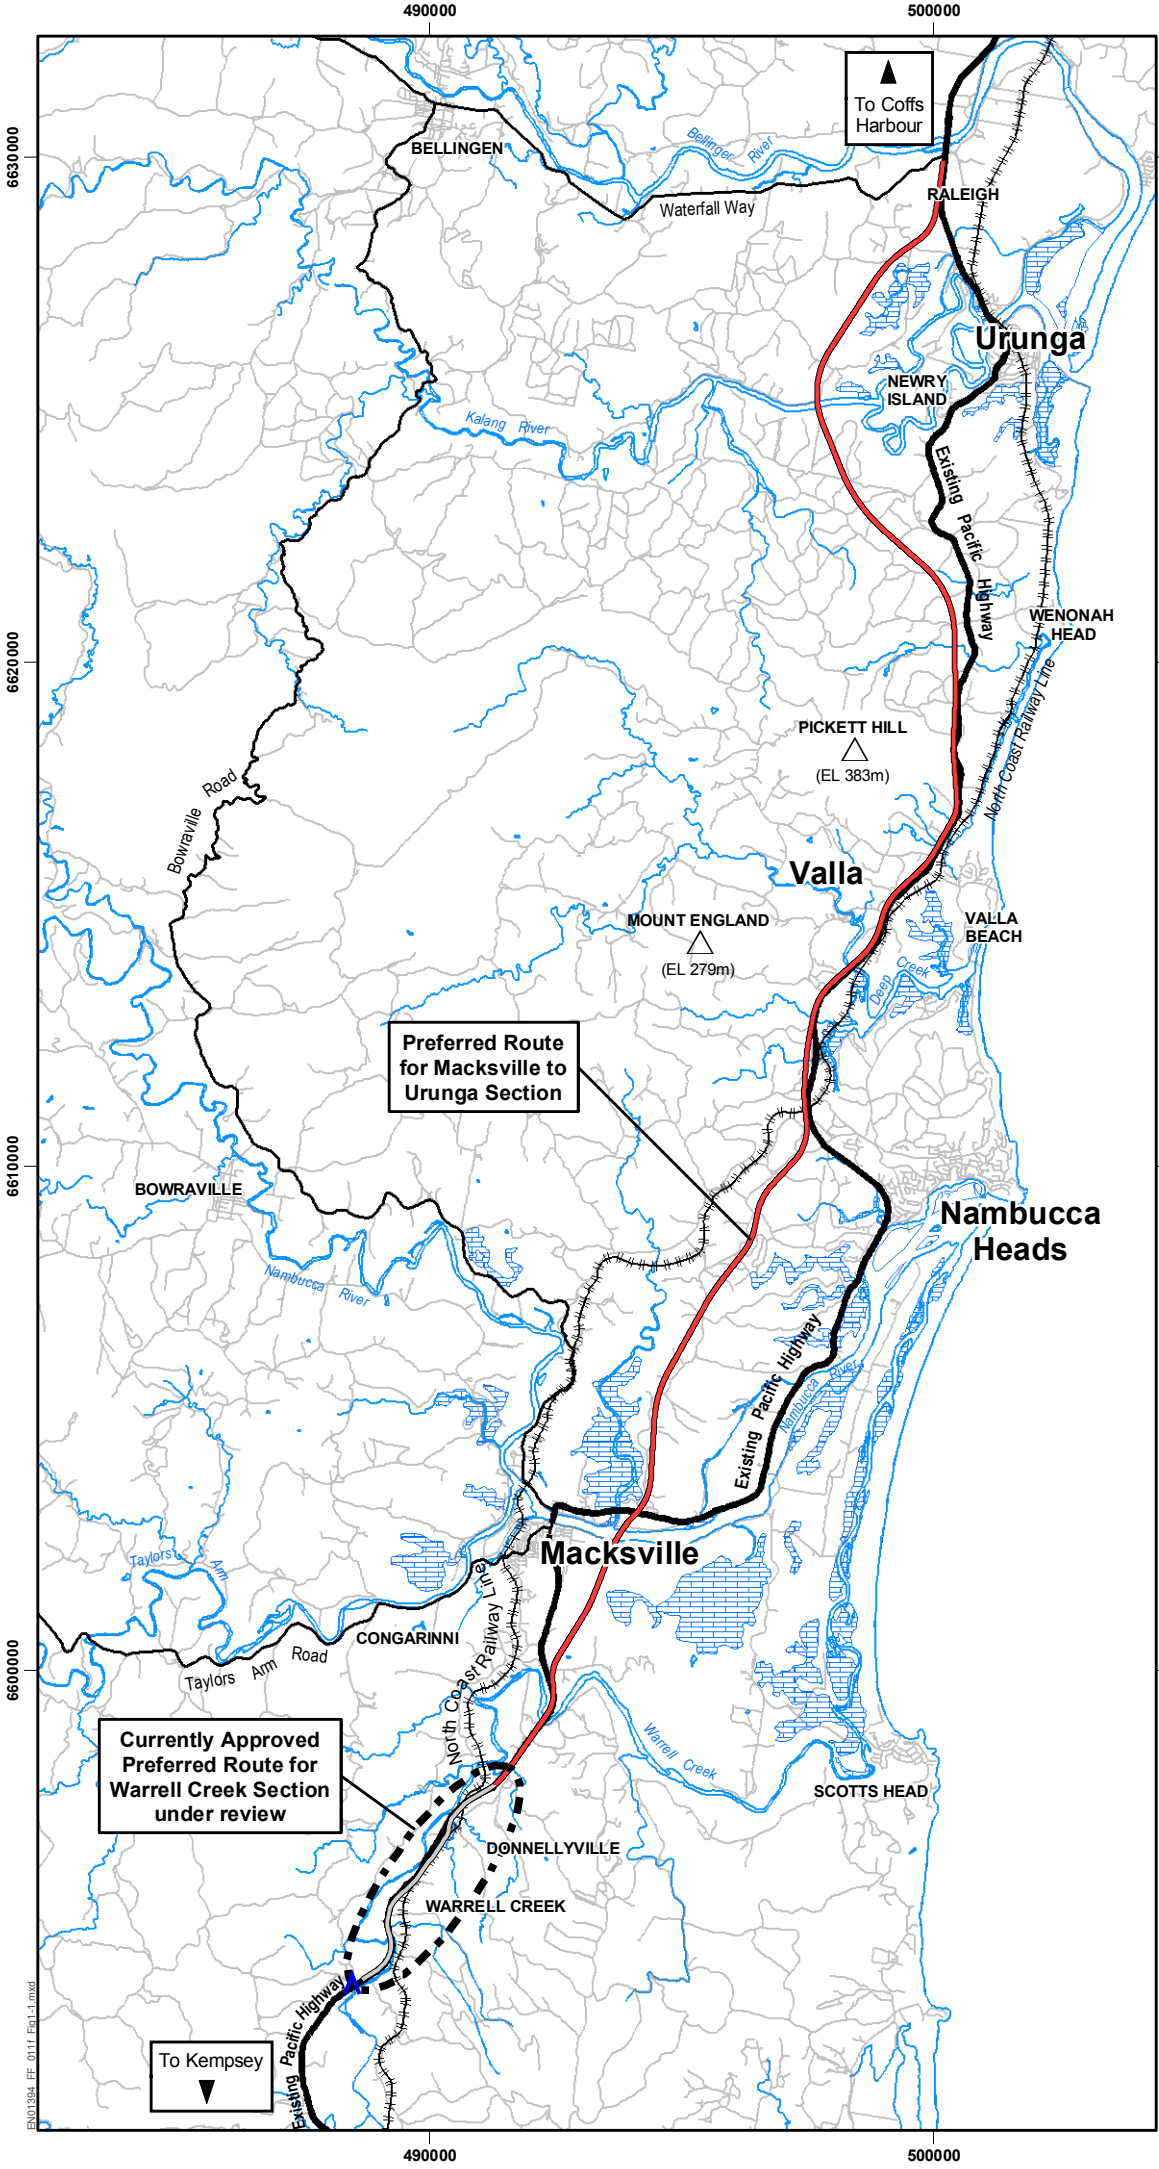 490000
500000
To Coffs
Harbour
6630000
BELLINGEN
Bellinger River
RALEIGH
Waterfall Way
Urunga
NEWRY
ISLAND
Kalang River
Existing Pacific Highway
WENONAH
HEAD
6620000
North Coast Railway Line
PICKETT HILL
(EL 383m)
Bowraville Road
Valla
MOUNT ENGLAND
(EL 279m)
VALLA
BEACH
Deep Creek
Preferred Route
for Macksville to
Urunga Section
6610000
BOWRAVILLE
Nambucca
Heads
Nambucca River
Existing Pacific Highway
Nambucca River
Macksville
Taylors Arm
North Coast Railway Line
CONGARINNI
Taylors Arm Road
6600000
Currently Approved
Preferred Route for
Warrell Creek Section
under review
Warrell Creek
SCOTTS HEAD
DONNELLYVILLE
WARRELL CREEK
Existing Pacific Highway
To Kempsey
EN01394_FF_011f_Fig1-1.mxd
490000
500000